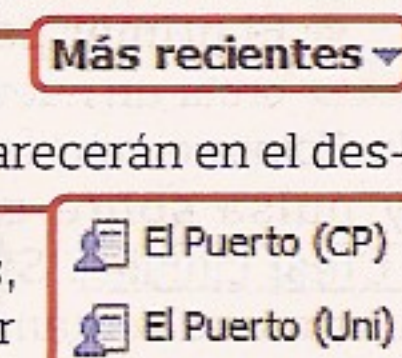 Más recientes
arecerán en el des-
El Puerto (CP)
s,
El Puerto (Uni)
r